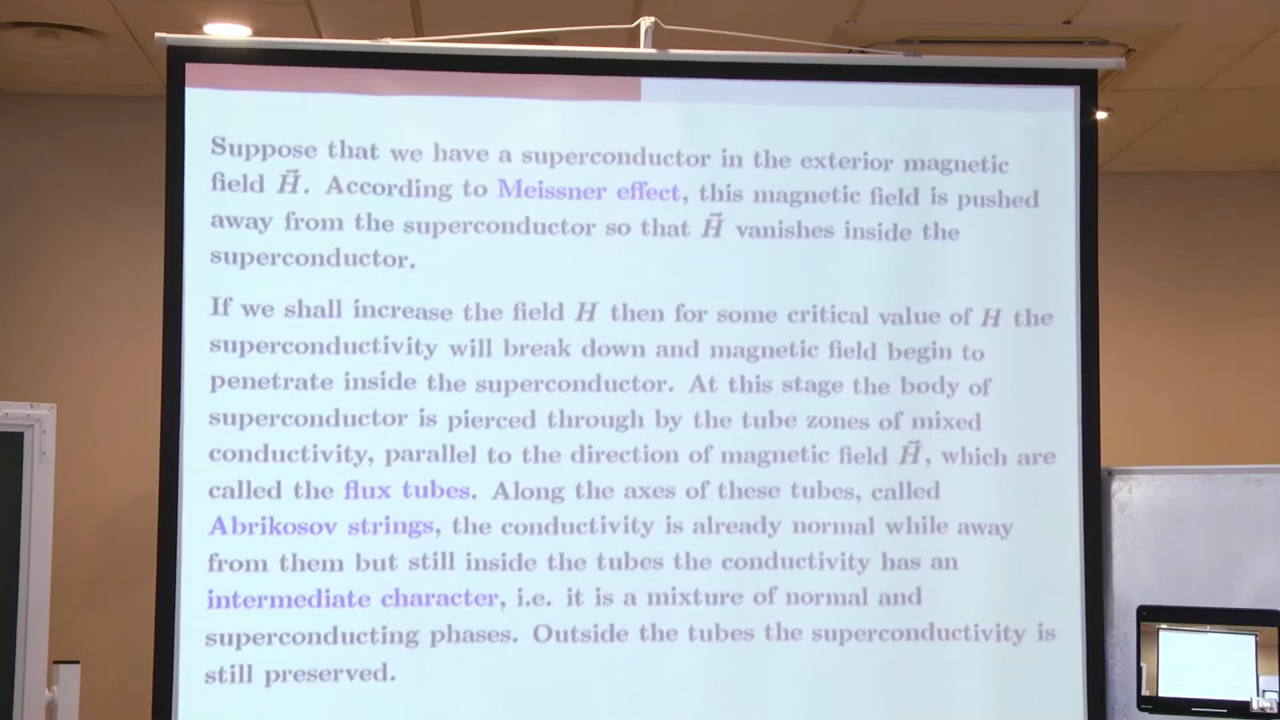 Suppose that we have a superconductor in the exterior magnetic
field H⃗. According to Meissner effect, this magnetic field is pushed
away from the superconductor so that H⃗ vanishes inside the
superconductor.
If we shall increase the field H then for some critical value of H the
superconductivity will break down and magnetic field begin to
penetrate inside the superconductor. At this stage the body of
superconductor is pierced through by the tube zones of mixed
conductivity, parallel to the direction of magnetic field H⃗, which are
called the flux tubes. Along the axes of these tubes, called
Abrikosov strings, the conductivity is already normal while away
from them but still inside the tubes the conductivity has an
intermediate character, i.e. it is a mixture of normal and
superconducting phases. Outside the tubes the superconductivity is
still preserved.